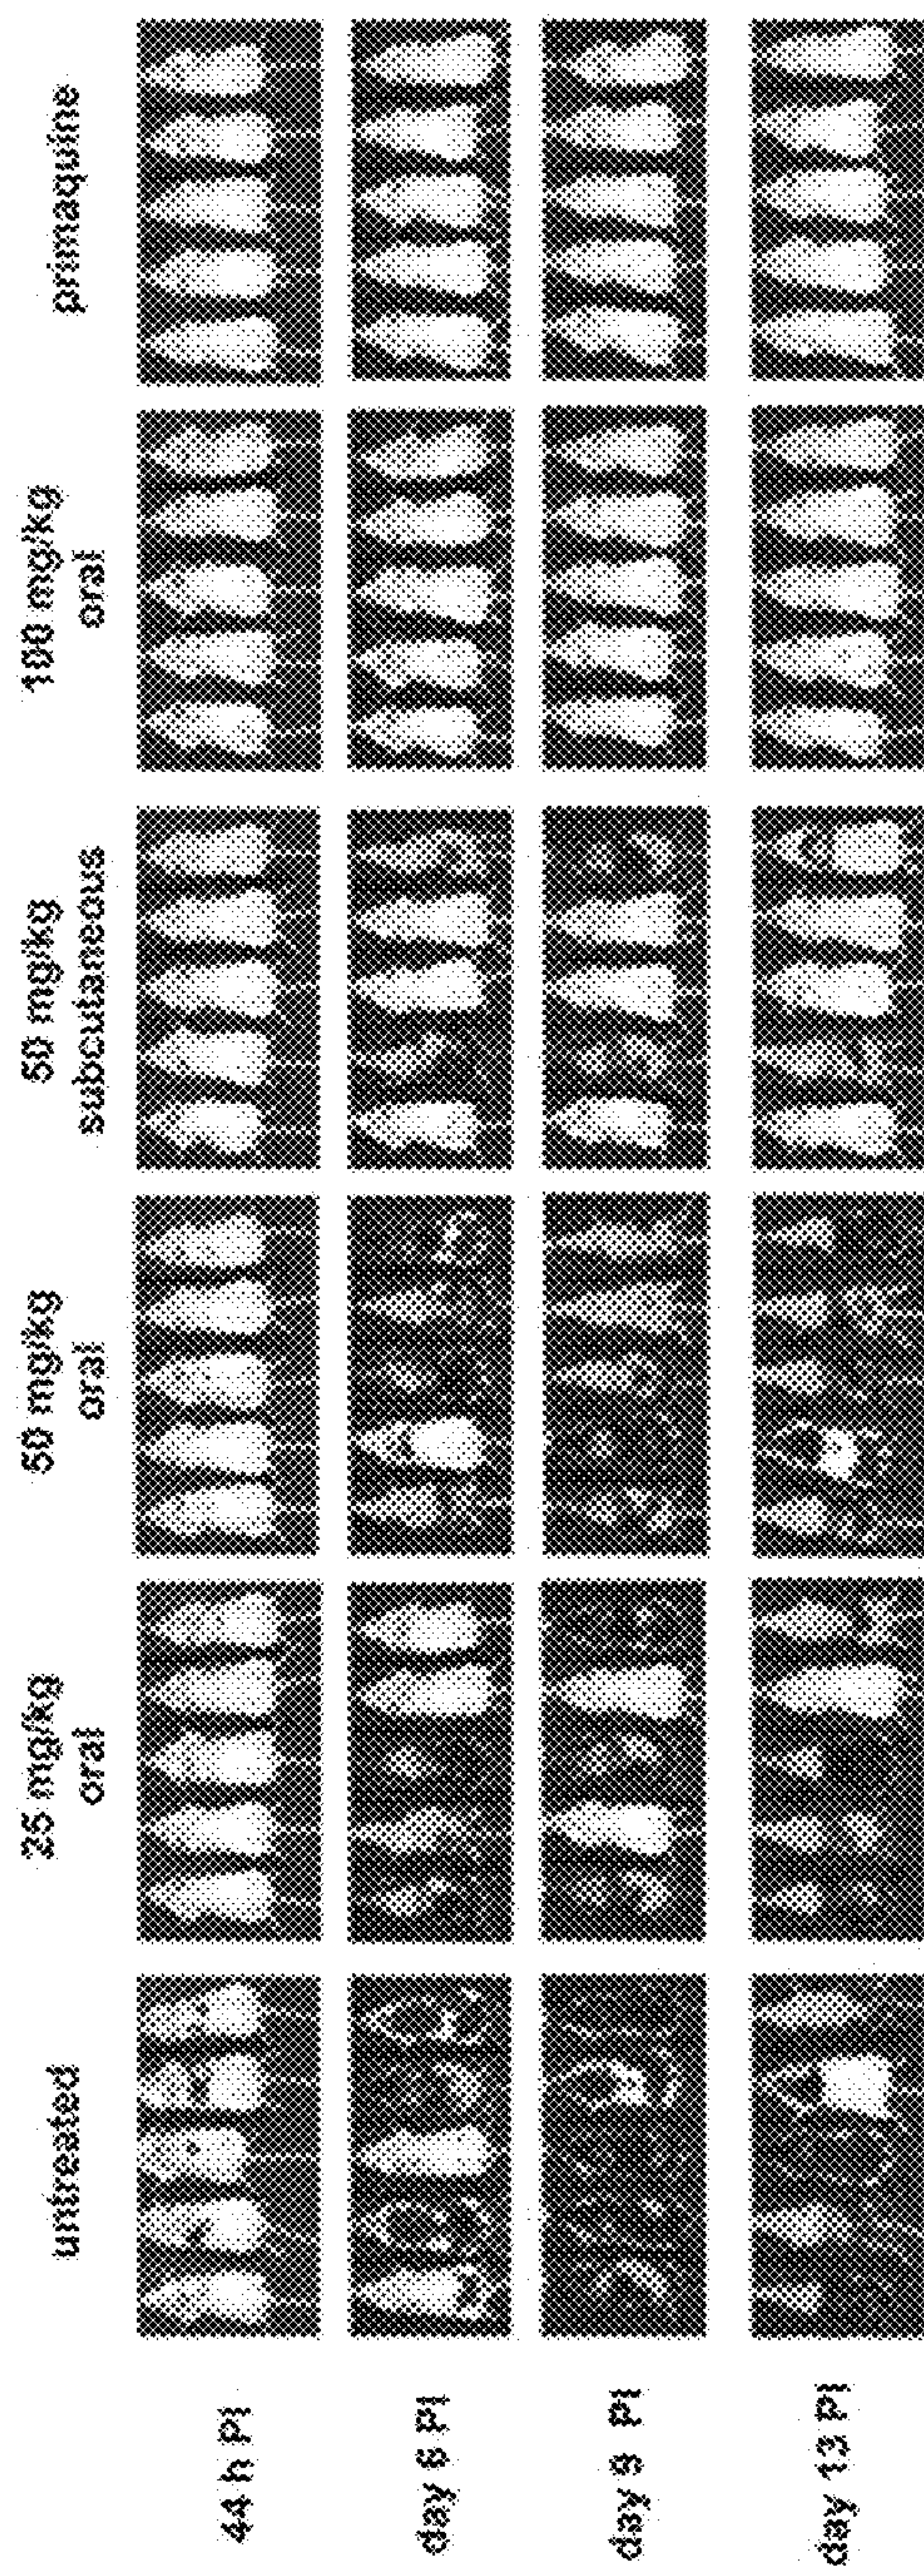 untreated
25 mg/kg
oral
50 mg/kg
oral
50 mg/kg
subcutaneous
100 mg/kg
oral
primaquine
44 h PI
day 6 PI
day 9 PI
day 13 PI